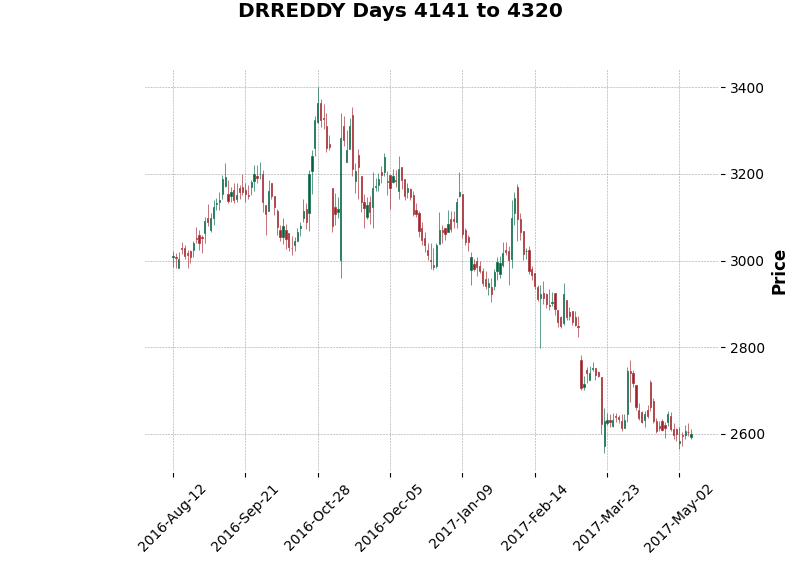 DRREDDY Days 4141 to 4320
3400
3200
3000
2800
2600
Price
2016-Aug-12
2016-Sep-21
2016-Oct-28
2016-Dec-05
2017-Jan-09
2017-Feb-14
2017-Mar-23
2017-May-02